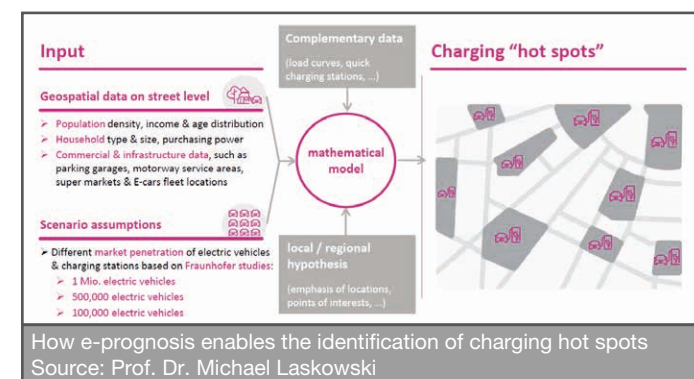 Input
Geospatial data on street level
➢ Population density, income & age distribution
➢ Household type & size, purchasing power
➢ Commercial & infrastructure data, such as
parking garages, motorway service areas,
super markets & E-cars fleet locations
Scenario assumptions
➢ Different market penetration of electric vehicles
& charging stations based on Fraunhofer studies:
➢ 1 Mio. electric vehicles
➢ 500,000 electric vehicles
➢ 100,000 electric vehicles
Complementary data
(load curves, quick
charging stations, ...)
mathematical
model
local / regional
hypothesis
(emphasis of locations,
points of interests, ...)
Charging “hot spots”
How e-prognosis enables the identification of charging hot spots
Source: Prof. Dr. Michael Laskowski